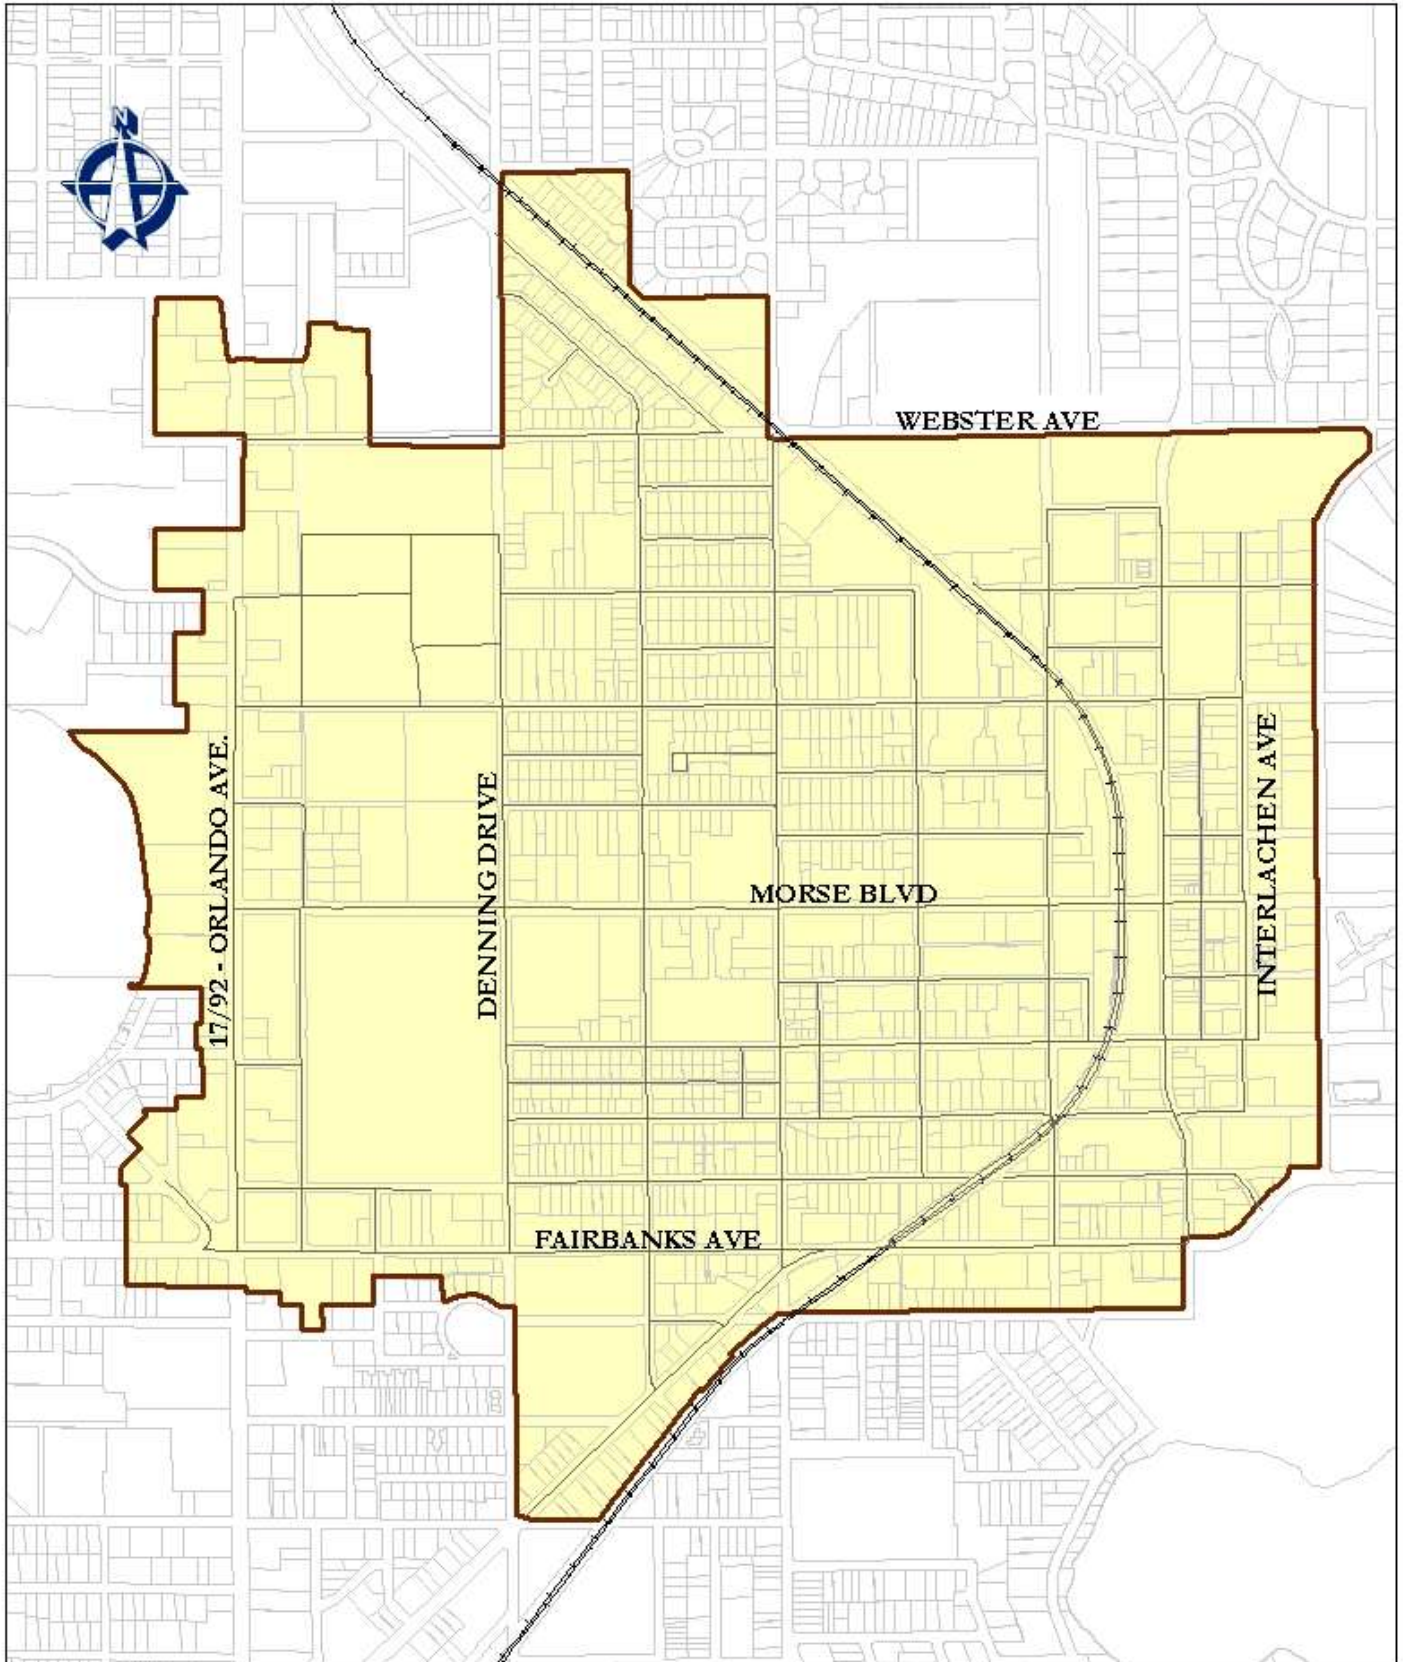 N
WEBSTER AVE
17/92 - ORLANDO AVE.
DENNING DRIVE
MORSE BLVD
INTERLACHEN AVE
FAIRBANKS AVE